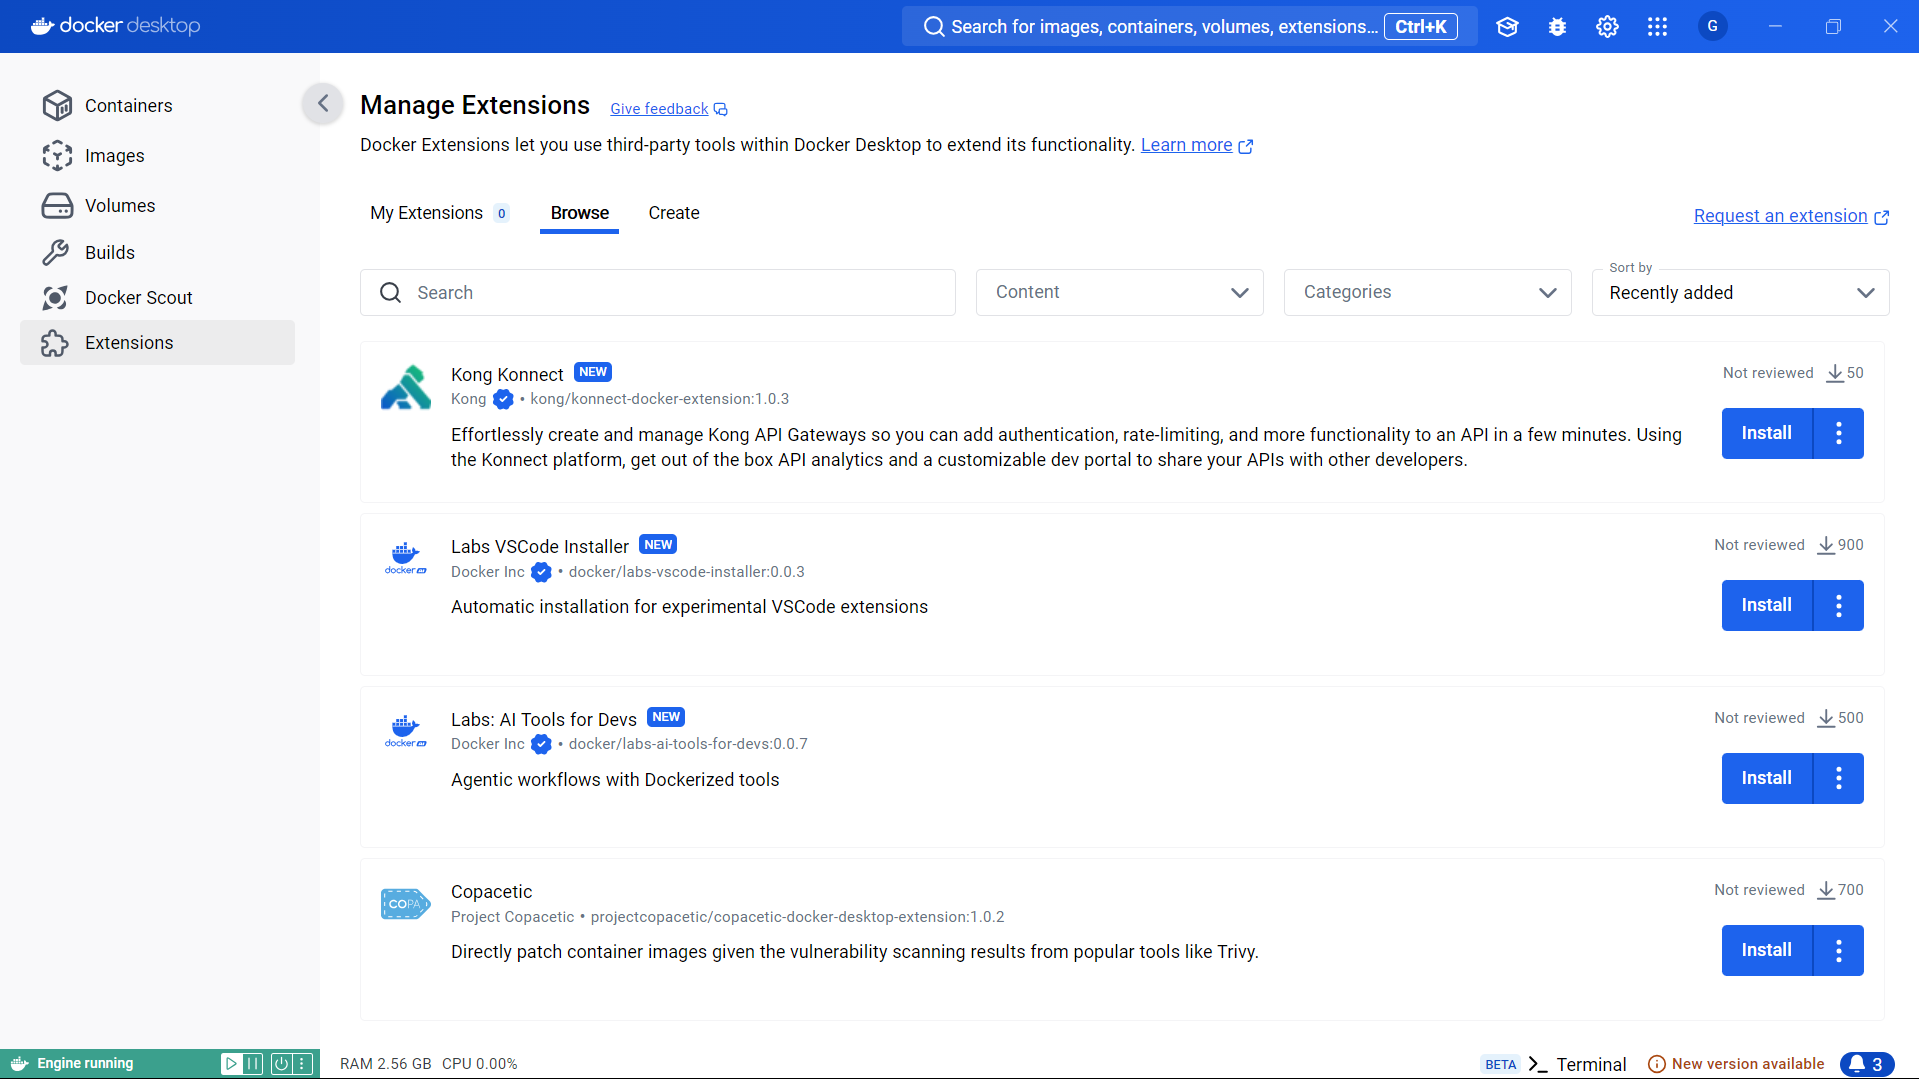 docker desktop
Search for images, containers, volumes, extensions... Ctrl+K
G
Containers
Images
Volumes
Builds
Docker Scout
Extensions
Manage Extensions Give feedback
Docker Extensions let you use third-party tools within Docker Desktop to extend its functionality. Learn more
My Extensions 0 Browse Create
Request an extension
Search
Content
Categories
Sort by
Recently added
Kong Konnect NEW
Kong • kong/konnect-docker-extension:1.0.3
Effortlessly create and manage Kong API Gateways so you can add authentication, rate-limiting, and more functionality to an API in a few minutes. Using
the Konnect platform, get out of the box API analytics and a customizable dev portal to share your APIs with other developers.
Not reviewed 50
Install
docker AI
Labs VSCode Installer NEW
Docker Inc • docker/labs-vscode-installer:0.0.3
Automatic installation for experimental VSCode extensions
Not reviewed 900
Install
docker AI
Labs: AI Tools for Devs NEW
Docker Inc • docker/labs-ai-tools-for-devs:0.0.7
Agentic workflows with Dockerized tools
Not reviewed 500
Install
COPA
Copacetic
Project Copacetic • projectcopacetic/copacetic-docker-desktop-extension:1.0.2
Directly patch container images given the vulnerability scanning results from popular tools like Trivy.
Not reviewed 700
Install
Engine running
RAM 2.56 GB CPU 0.00%
BETA Terminal
New version available
3